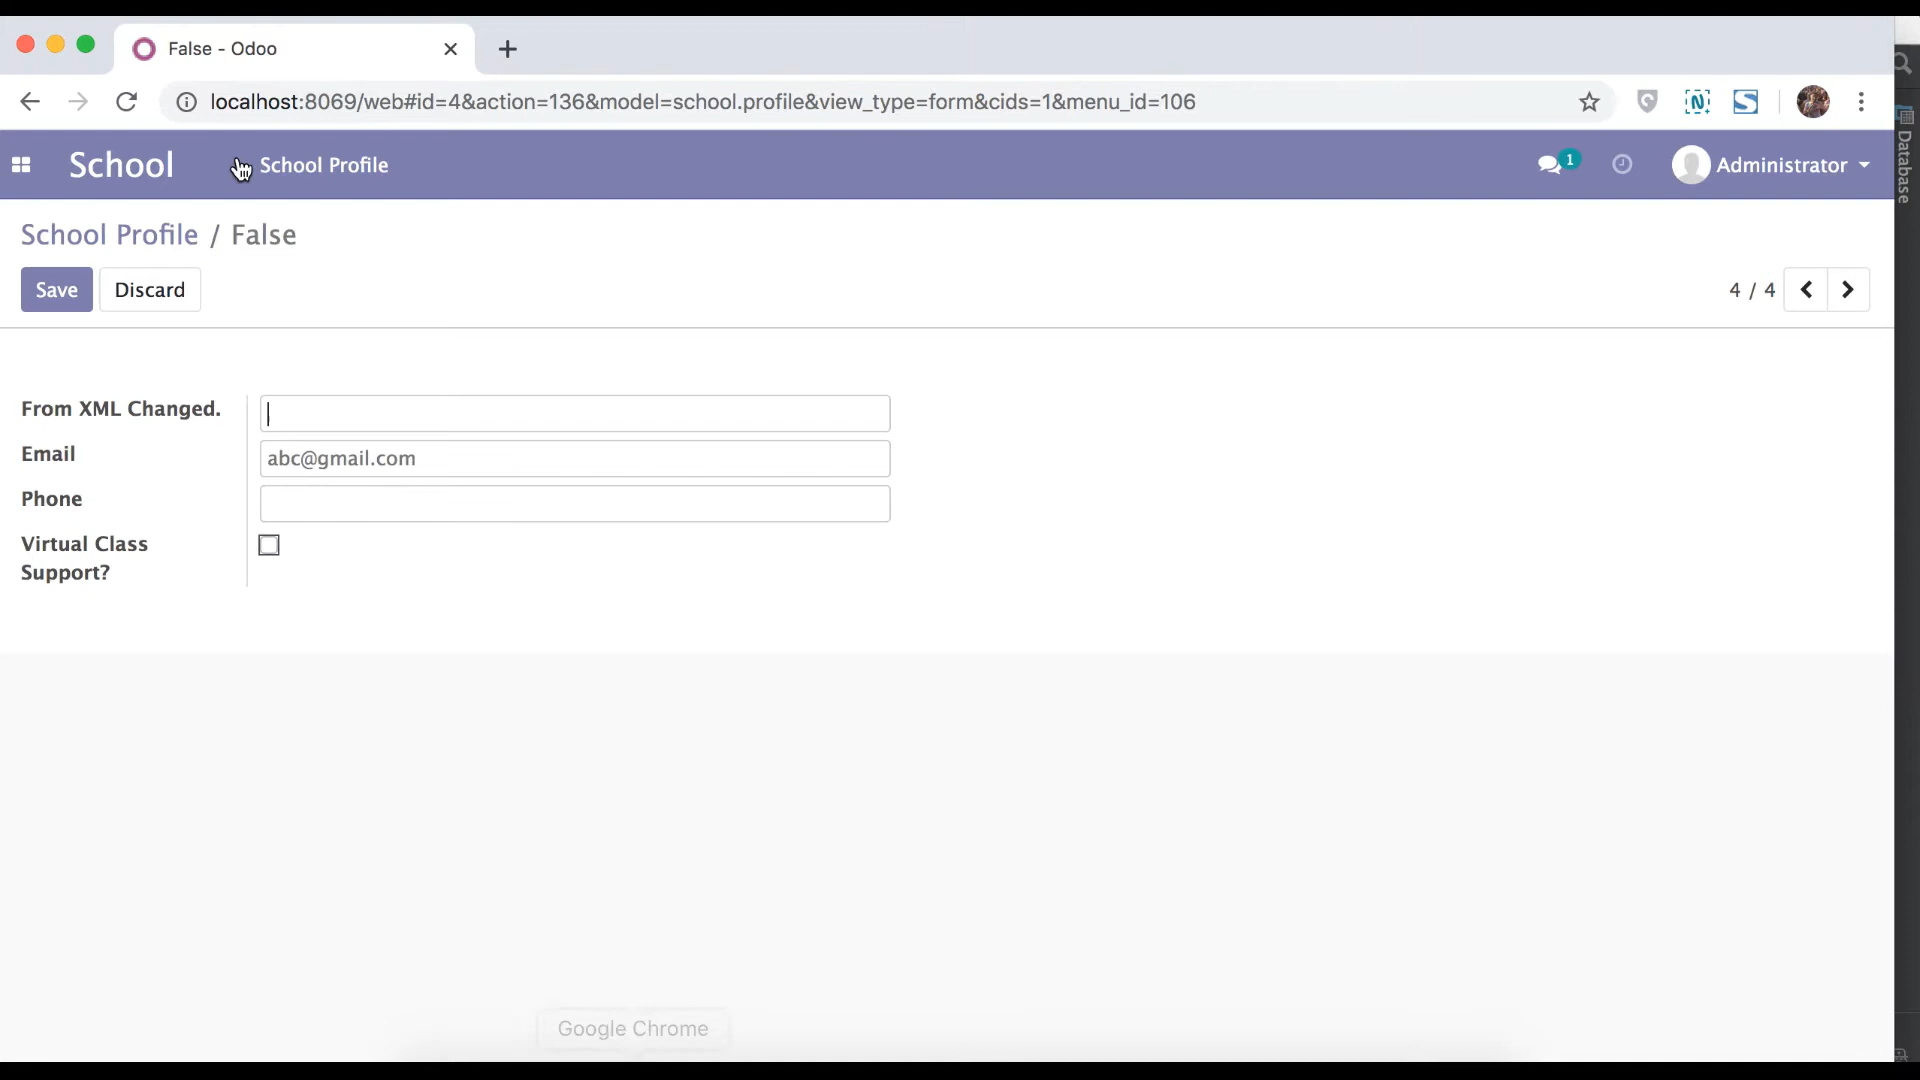 False - Odoo
localhost:8069/web#id=4&action=136&model=school.profile&view_type=form&cids=1&menu_id=106
School
School Profile
1
Administrator
Database
School Profile / False
Save
Discard
4 / 4
From XML Changed.
Email
abc@gmail.com
Phone
Virtual Class
Support?
Google Chrome